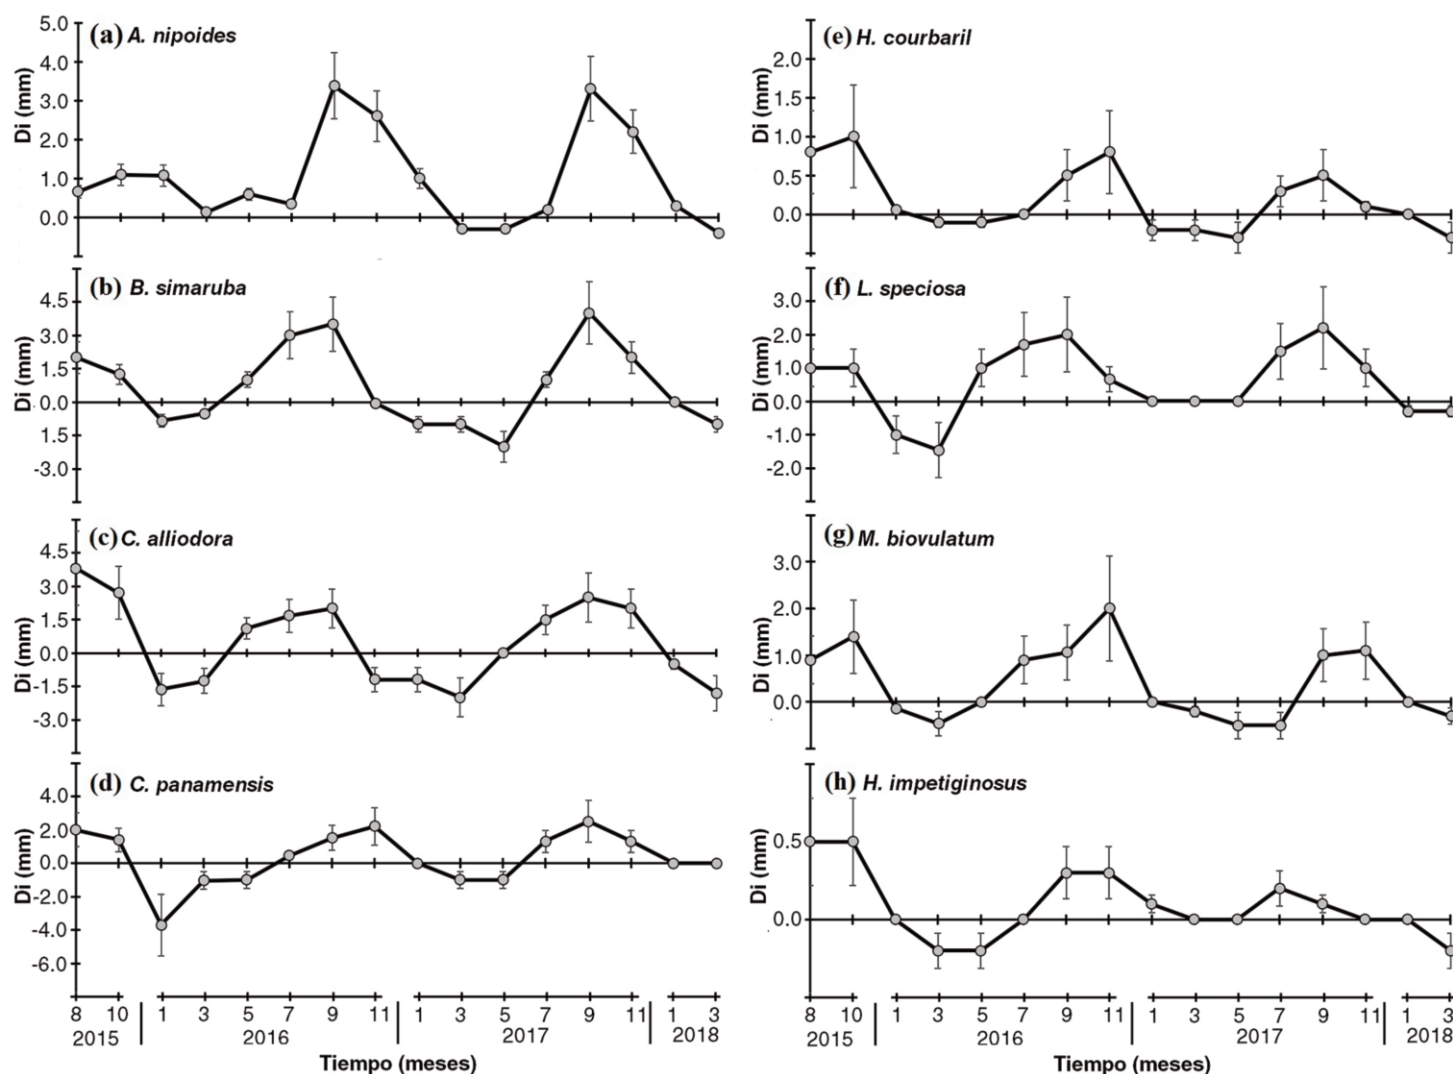 (a) A. nipoides
Di (mm)
5.0
4.0
3.0
2.0
1.0
0.0
(b) B. simaruba
Di (mm)
4.5
3.0
1.5
0.0
1.5
-3.0
(c) C. alliodora
Di (mm)
4.5
3.0
1.5
0.0
-1.5
-3.0
(d) C. panamensis
Di (mm)
4.0
2.0
0.0
-2.0
-4.0
-6.0
8 10 1 3 5 7 9 11 1 3 5 7 9 11 1 3
2015 2016 2017 2018
Tiempo (meses)
(e) H. courbaril
Di (mm)
2.0
1.5
1.0
0.5
0.0
(f) L. speciosa
Di (mm)
3.0
2.0
1.0
0.0
-1.0
-2.0
(g) M. biovulatum
Di (mm)
3.0
2.0
1.0
0.0
(h) H. impetiginosus
Di (mm)
0.5
0.0
8 10 1 3 5 7 9 11 1 3 5 7 9 11 1 3
2015 2016 2017 2018
Tiempo (meses)